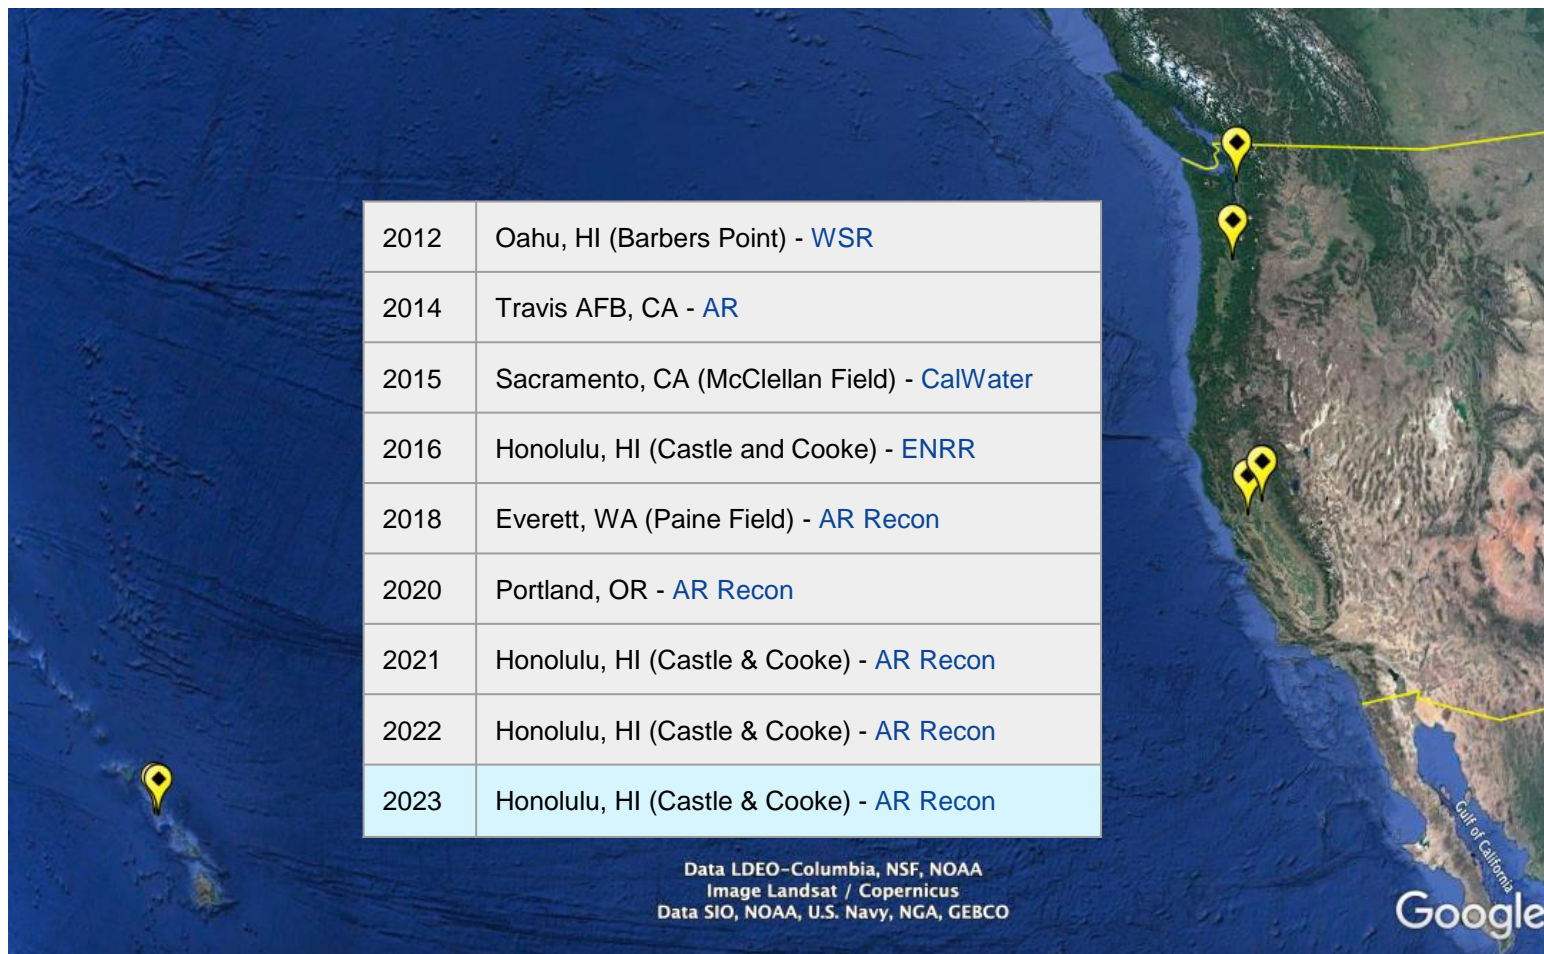 2012 Oahu, HI (Barbers Point) - WSR
2014 Travis AFB, CA - AR
2015 Sacramento, CA (McClellan Field) - CalWater
2016 Honolulu, HI (Castle and Cooke) - ENRR
2018 Everett, WA (Paine Field) - AR Recon
2020 Portland, OR - AR Recon
2021 Honolulu, HI (Castle & Cooke) - AR Recon
2022 Honolulu, HI (Castle & Cooke) - AR Recon
2023 Honolulu, HI (Castle & Cooke) - AR Recon
Gulf of California
Data LDEO-Columbia, NSF, NOAA
Image Landsat / Copernicus
Data SIO, NOAA, U.S. Navy, NGA, GEBCO
Google